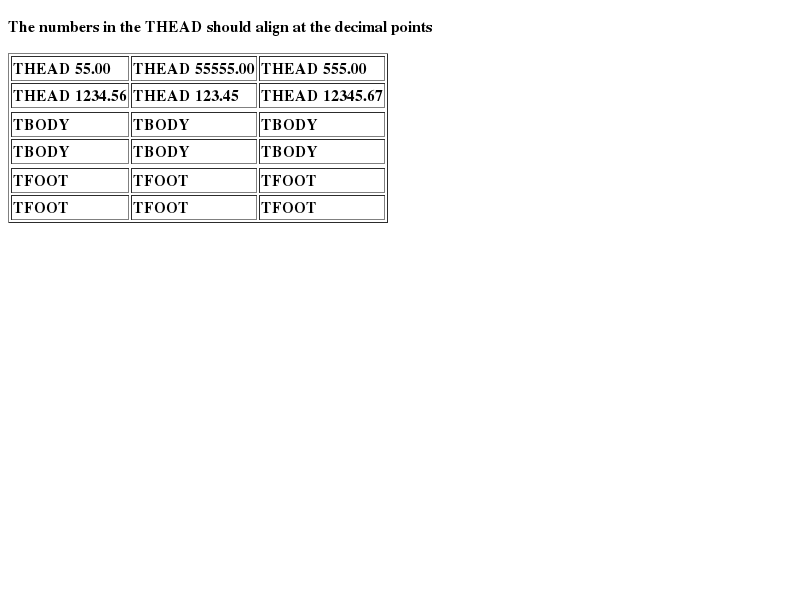 The numbers in the THEAD should align at the decimal points
THEAD 55.00 THEAD 55555.00 THEAD 555.00
THEAD 1234.56 THEAD 123.45 THEAD 12345.67
TBODY TBODY TBODY
TBODY TBODY TBODY
TFOOT TFOOT TFOOT
TFOOT TFOOT TFOOT